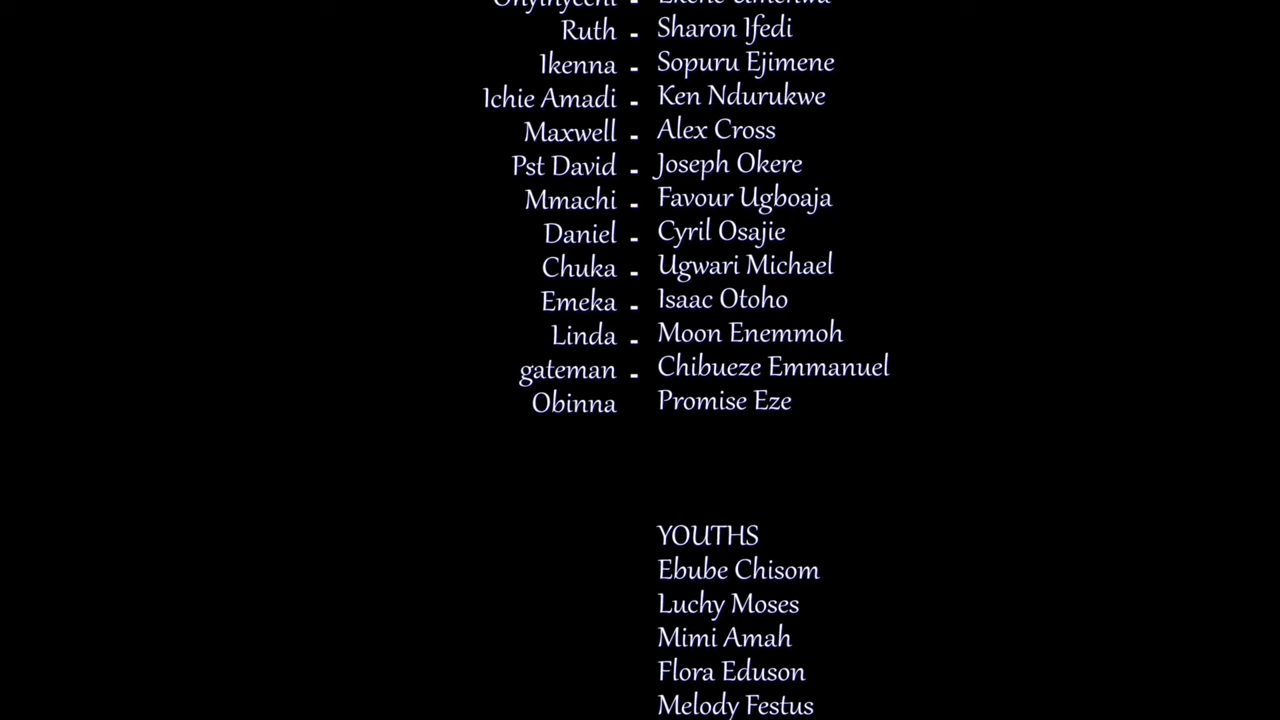 Ruth - Sharon Ifedi
Ikenna - Sopuru Ejimene
Ichie Amadi - Ken Ndurukwe
Maxwell - Alex Cross
Pst David - Joseph Okere
Mmachi - Favour Ugboaja
Daniel - Cyril Osajie
Chuka - Ugwari Michael
Emeka - Isaac Otoho
Linda - Moon Enemmoh
gateman - Chibueze Emmanuel
Obinna Promise Eze
YOUTHS
Ebube Chisom
Luchy Moses
Mimi Amah
Flora Eduson
Melody Festus